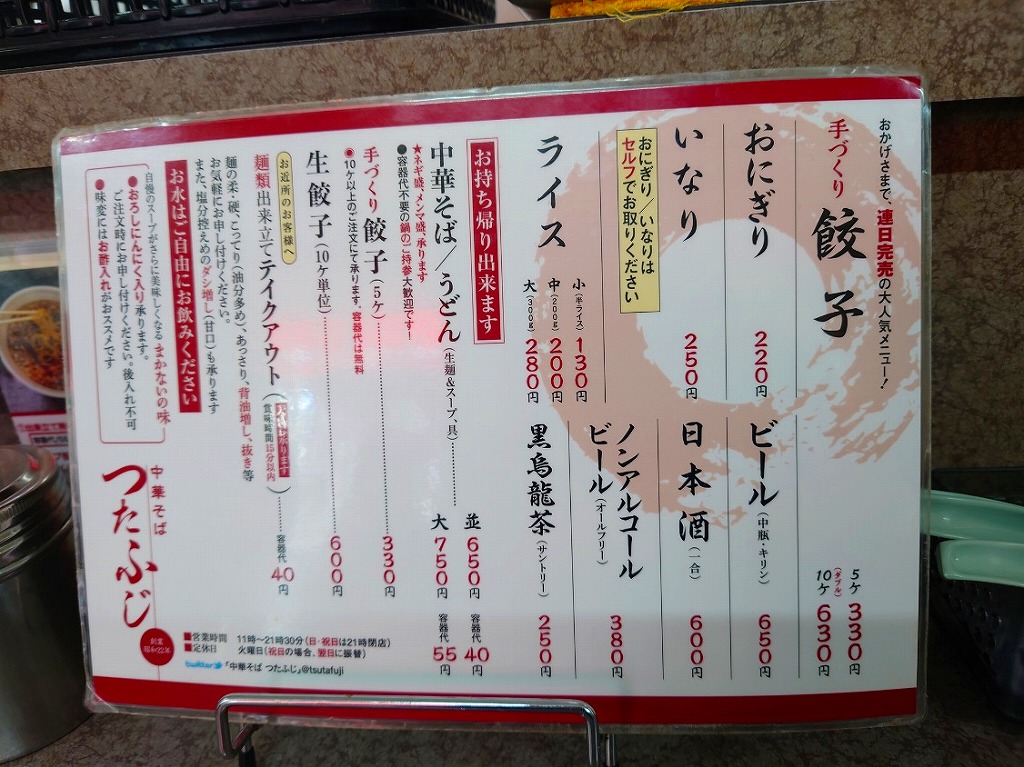 おかげさまで、連日完売の大人気メニュー！
手づくり 餃子
5ケ 330円
(ダブル)
10ケ 630円
おにぎり 220円
いなり 250円
おにぎり／いなりは
セルフでお取りください
ライス
小(半ライス) 130円
中(200g) 200円
大(300g) 280円
ビール(中瓶・キリン) 650円
日本酒(一合) 600円
ノンアルコール
ビール(オールフリー) 380円
黒烏龍茶(サントリー) 250円
お持ち帰り出来ます
中華そば／うどん(生麺＆スープ、具)
並 650円 容器代 40円
大 750円 容器代 55円
★ネギ盛、メンマ盛、承ります
●容器代不要の鍋のご持参大歓迎です！
手づくり 餃子(5ケ) 330円
●10ケ以上のご注文にて承ります。容器代は無料
生餃子(10ケ単位) 600円
お近所のお客様へ
麺類出来立てテイクアウト
賞味時間15分以内
容器代 40円
麺の柔・硬、こってり(油分多め)、あっさり、背油増し、抜き等
お気軽にお申し付けください。
また、塩分控えめのダシ増し(甘口)も承ります
お水はご自由にお飲みください
自慢のスープがさらに美味しくなる まかないの味
●おろしにんにく入り承ります。
ご注文時にお申し付けください。後入れ不可
●味変にはお酢入れがおススメです
中華そば
つたふじ
創業
昭和22年
■営業時間 11時～21時30分(日・祝日は21時閉店)
■定休日 火曜日(祝日の場合、翌日に振替)
twitter 「中華そば つたふじ」@tsutafuji